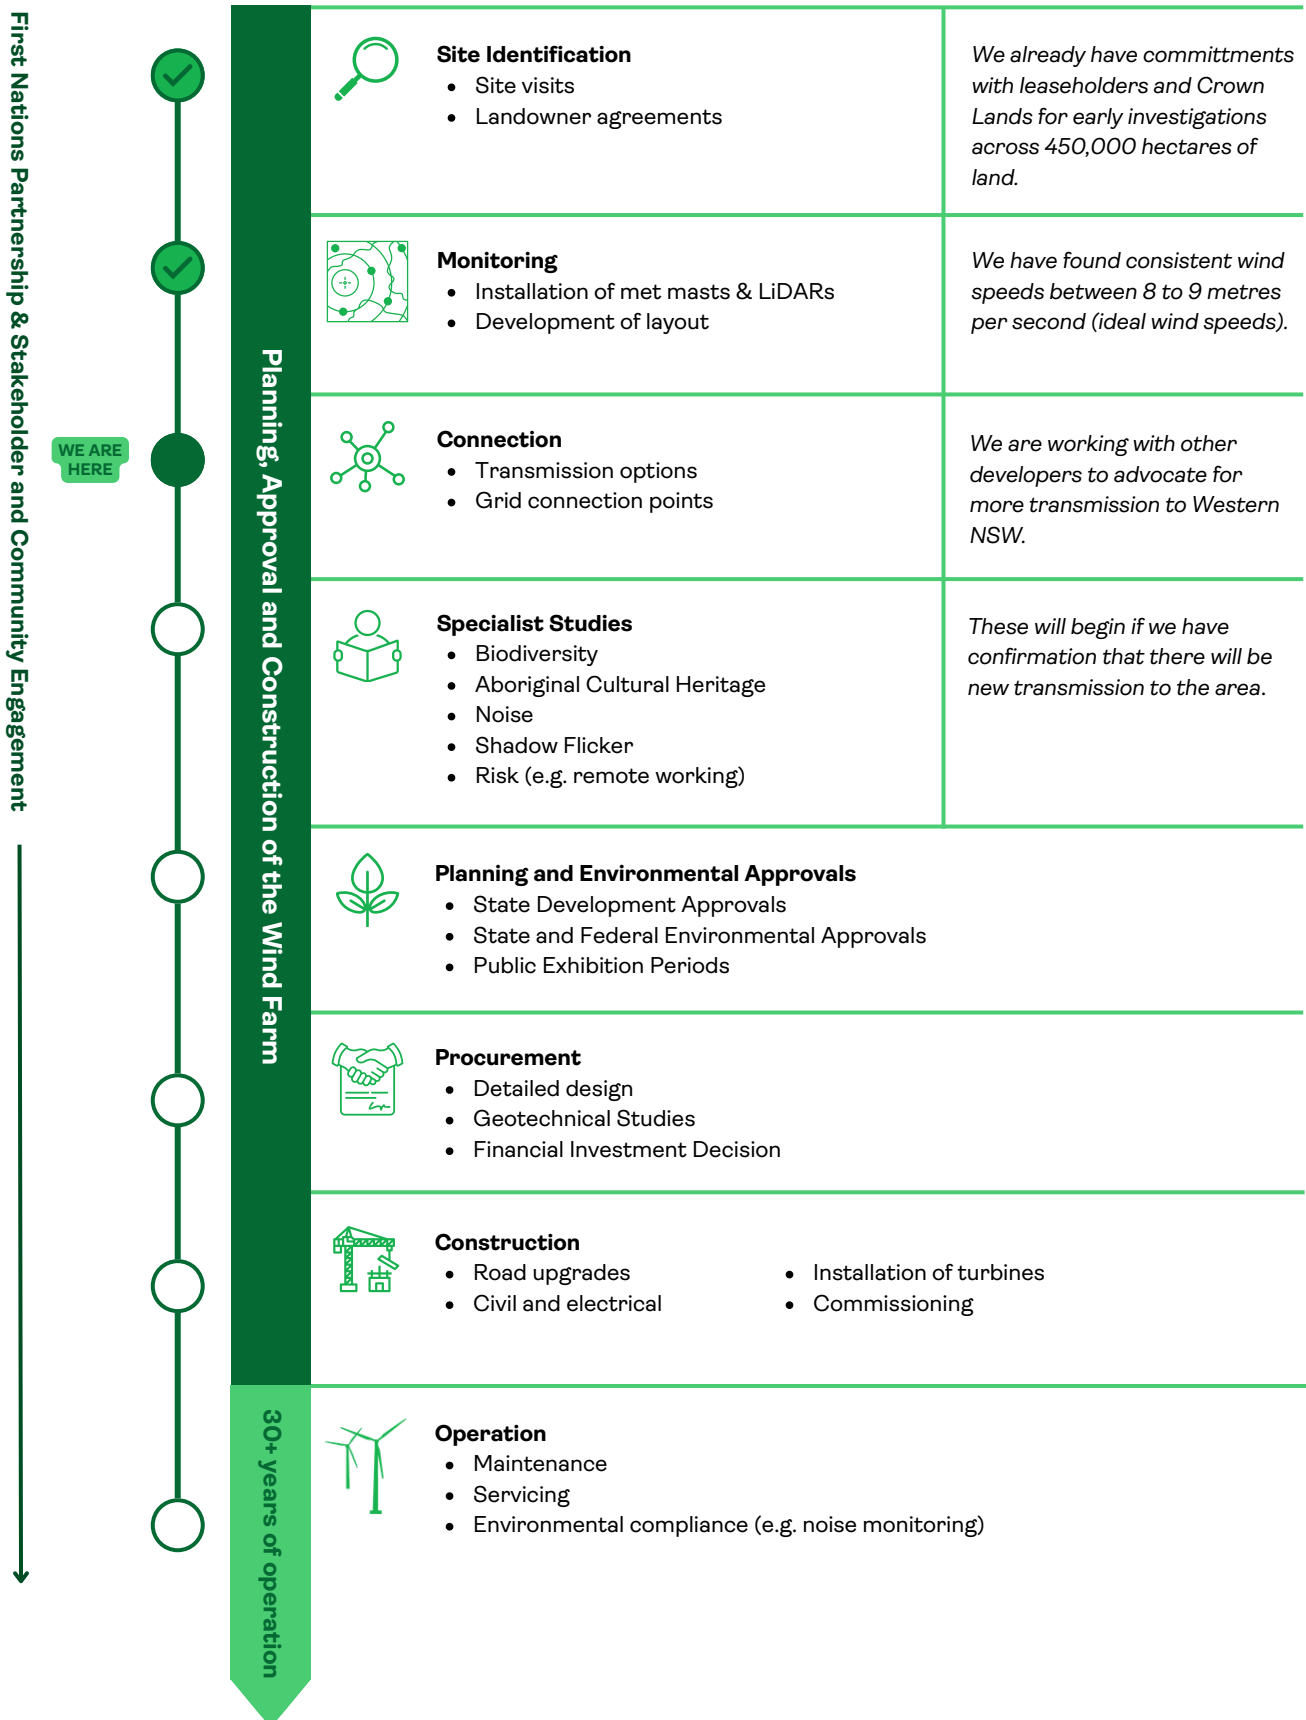 First Nations Partnership & Stakeholder and Community Engagement
WE ARE
HERE
Planning, Approval and Construction of the Wind Farm
30+ years of operation
Site Identification
• Site visits
• Landowner agreements
We already have committments
with leaseholders and Crown
Lands for early investigations
across 450,000 hectares of
land.
Monitoring
• Installation of met masts & LiDARs
• Development of layout
We have found consistent wind
speeds between 8 to 9 metres
per second (ideal wind speeds).
Connection
• Transmission options
• Grid connection points
We are working with other
developers to advocate for
more transmission to Western
NSW.
Specialist Studies
• Biodiversity
• Aboriginal Cultural Heritage
• Noise
• Shadow Flicker
• Risk (e.g. remote working)
These will begin if we have
confirmation that there will be
new transmission to the area.
Planning and Environmental Approvals
• State Development Approvals
• State and Federal Environmental Approvals
• Public Exhibition Periods
Procurement
• Detailed design
• Geotechnical Studies
• Financial Investment Decision
Construction
• Road upgrades
• Civil and electrical
• Installation of turbines
• Commissioning
Operation
• Maintenance
• Servicing
• Environmental compliance (e.g. noise monitoring)